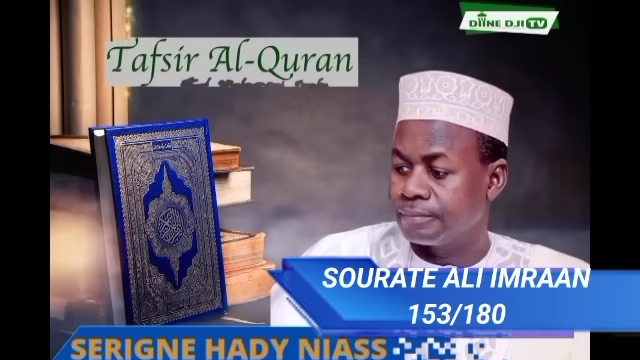 DIINE DJI TV
Tafsir Al-Quran
SOURATE ALI IMRAAN
153/180
SERIGNE HADY NIASS